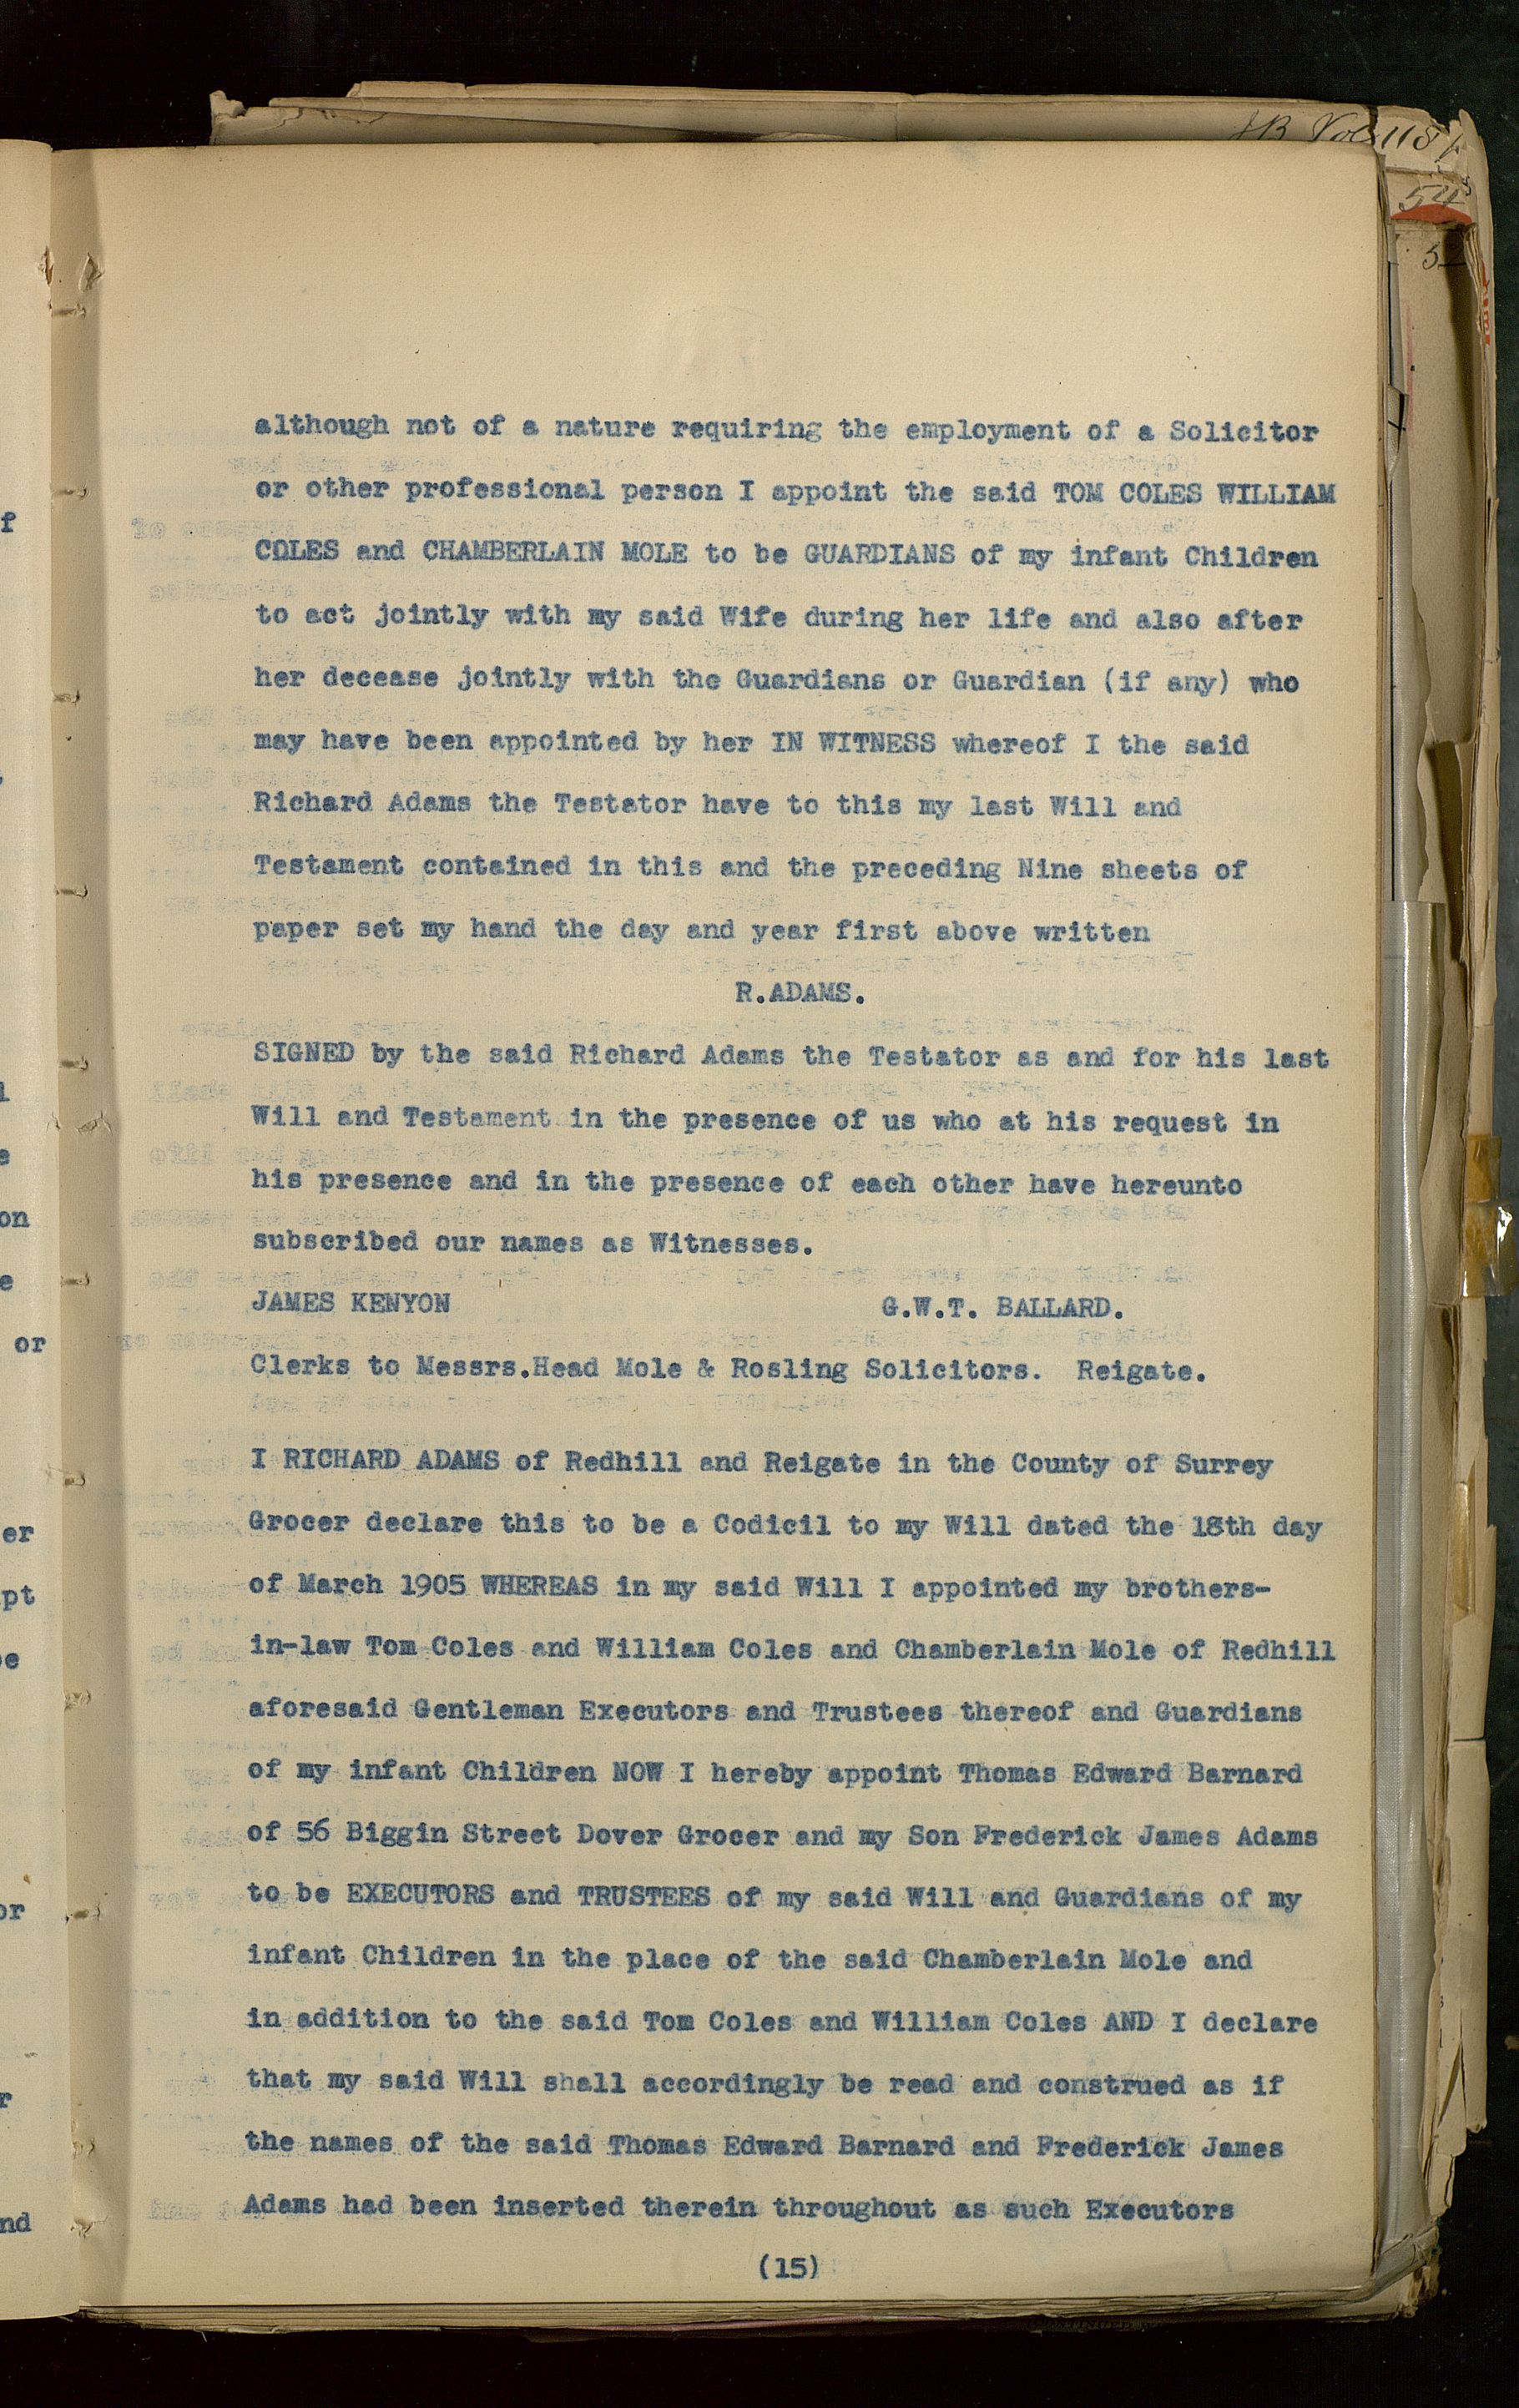 JB Vol 118
54
52
although not of a nature requiring the employment of a Solicitor
or other professional person I appoint the said TOM COLES WILLIAM
COLES and CHAMBERLAIN MOLE to be GUARDIANS of my infant Children
to act jointly with my said Wife during her life and also after
her decease jointly with the Guardians or Guardian (if any) who
may have been appointed by her IN WITNESS whereof I the said
Richard Adams the Testator have to this my last Will and
Testament contained in this and the preceding Nine sheets of
paper set my hand the day and year first above written
R.ADAMS.
SIGNED by the said Richard Adams the Testator as and for his last
Will and Testament in the presence of us who at his request in
his presence and in the presence of each other have hereunto
subscribed our names as Witnesses.
JAMES KENYON G.W.T. BALLARD.
Clerks to Messrs.Head Mole & Rosling Solicitors. Reigate.
I RICHARD ADAMS of Redhill and Reigate in the County of Surrey
Grocer declare this to be a Codicil to my Will dated the 18th day
of March 1905 WHEREAS in my said Will I appointed my brothers-
in-law Tom Coles and William Coles and Chamberlain Mole of Redhill
aforesaid Gentleman Executors and Trustees thereof and Guardians
of my infant Children NOW I hereby appoint Thomas Edward Barnard
of 56 Biggin Street Dover Grocer and my Son Frederick James Adams
to be EXECUTORS and TRUSTEES of my said Will and Guardians of my
infant Children in the place of the said Chamberlain Mole and
in addition to the said Tom Coles and William Coles AND I declare
that my said Will shall accordingly be read and construed as if
the names of the said Thomas Edward Barnard and Frederick James
Adams had been inserted therein throughout as such Executors
(15)